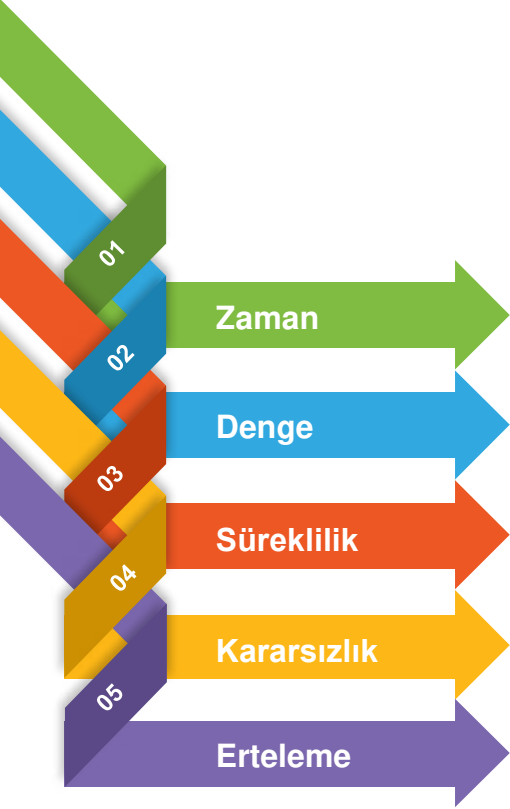 01
Zaman
02
Denge
03
Süreklilik
04
Kararsızlık
05
Erteleme